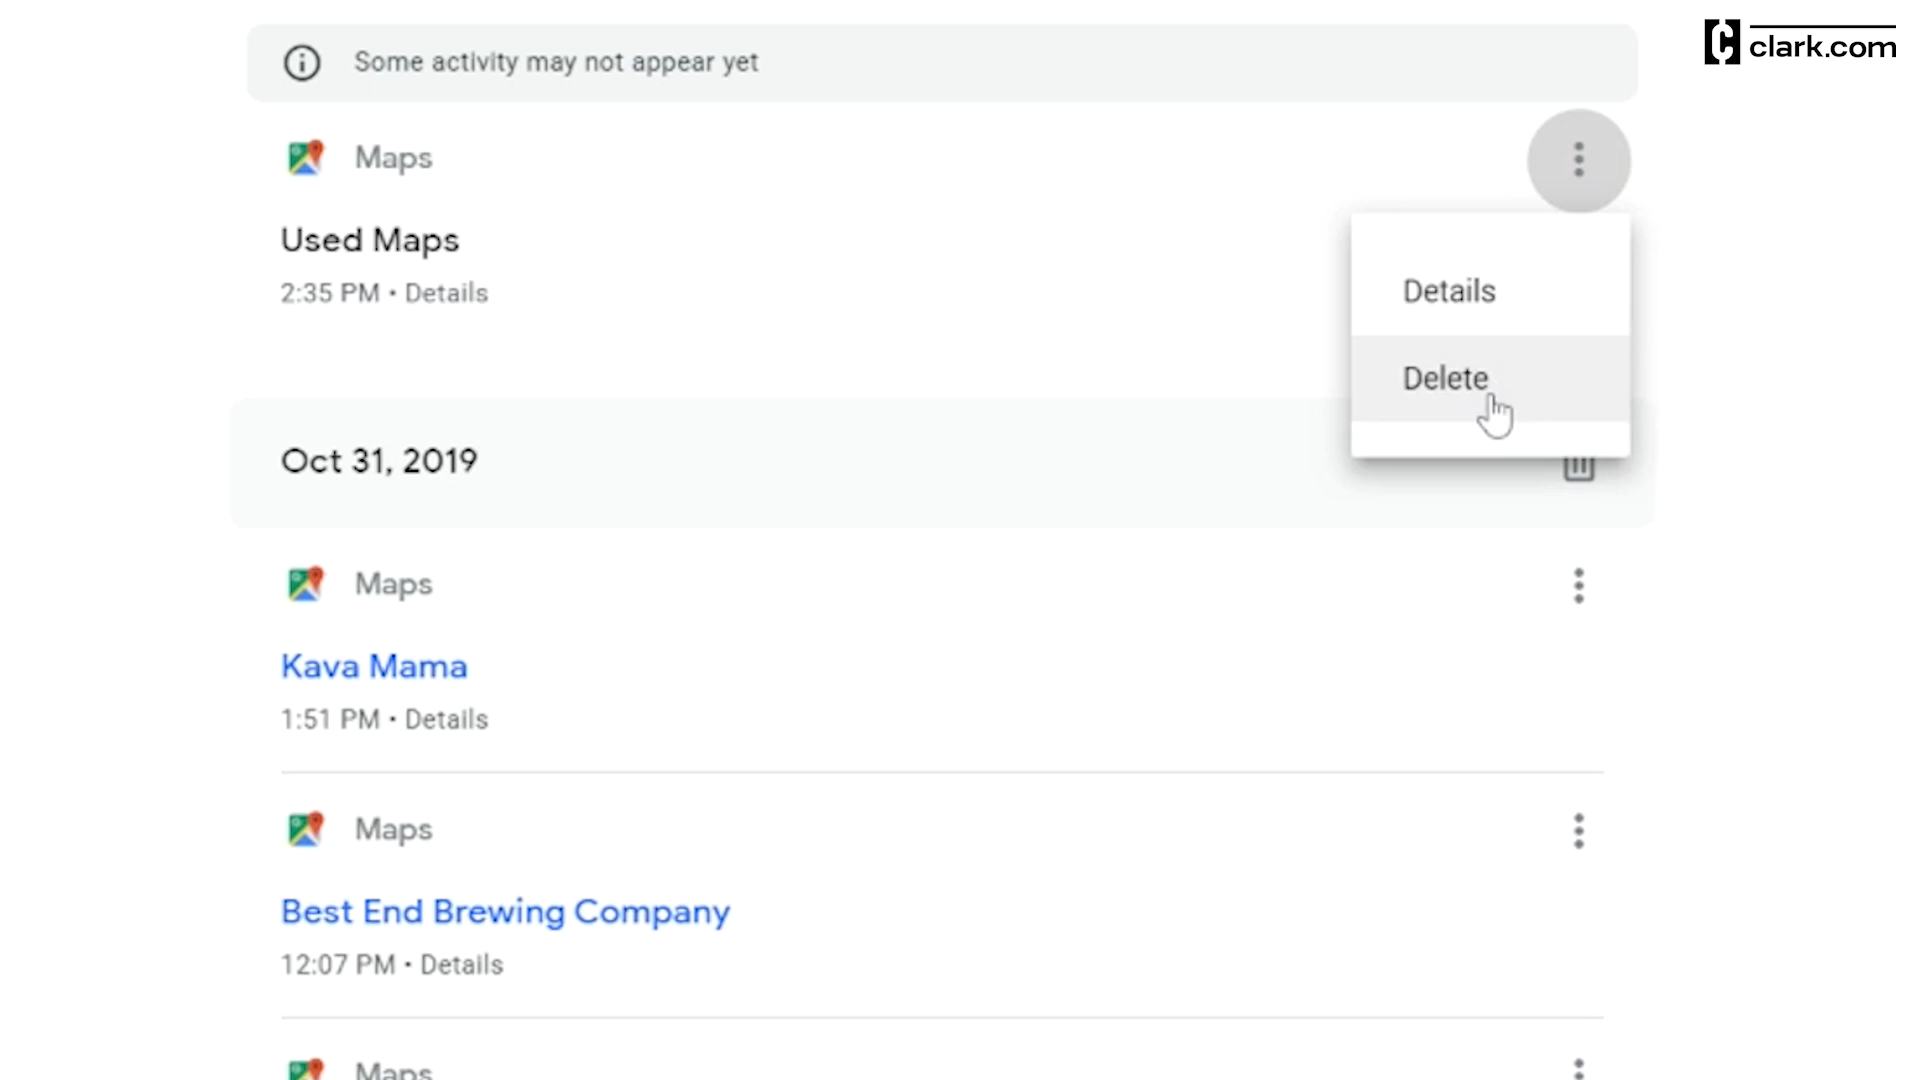 Some activity may not appear yet
clark.com
Maps
Used Maps
2:35 PM • Details
Details
Delete
Oct 31, 2019
Maps
Kava Mama
1:51 PM • Details
Maps
Best End Brewing Company
12:07 PM • Details
Maps